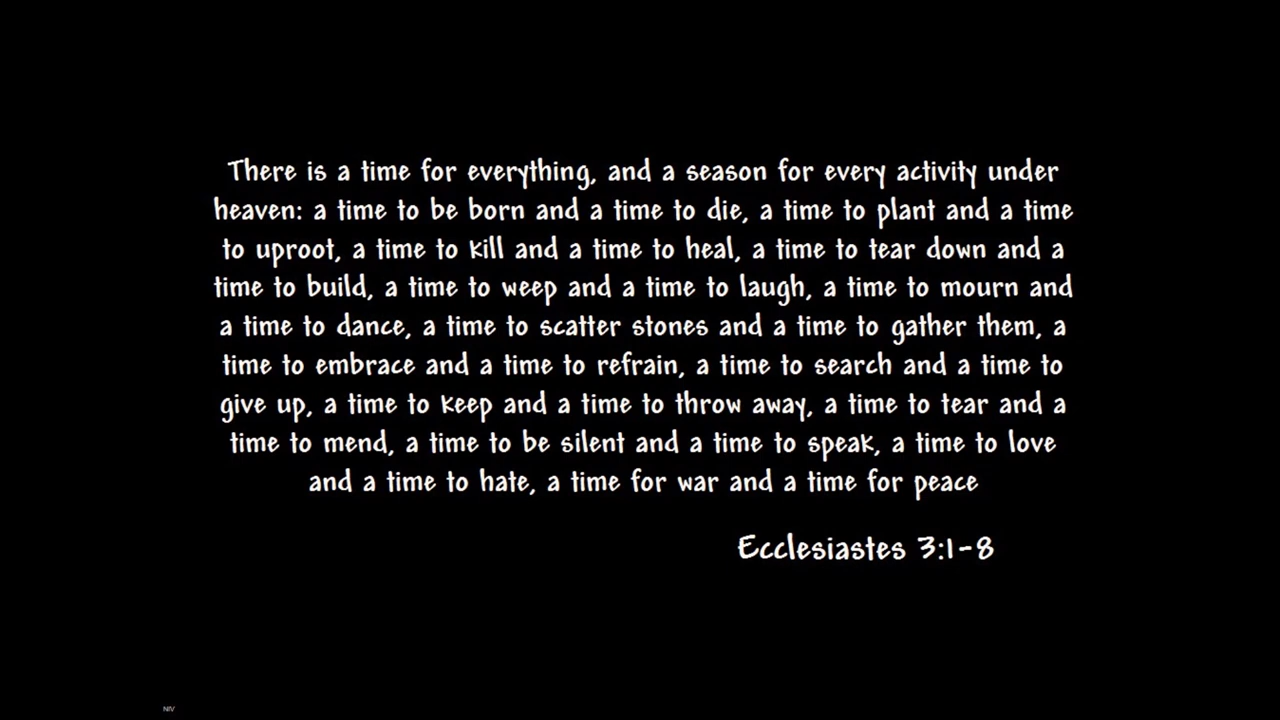 There is a time for everything, and a season for every activity under
heaven: a time to be born and a time to die, a time to plant and a time
to uproot, a time to kill and a time to heal, a time to tear down and a
time to build, a time to weep and a time to laugh, a time to mourn and
a time to dance, a time to scatter stones and a time to gather them, a
time to embrace and a time to refrain, a time to search and a time to
give up, a time to keep and a time to throw away, a time to tear and a
time to mend, a time to be silent and a time to speak, a time to love
and a time to hate, a time for war and a time for peace
Ecclesiastes 3:1-8
NIV